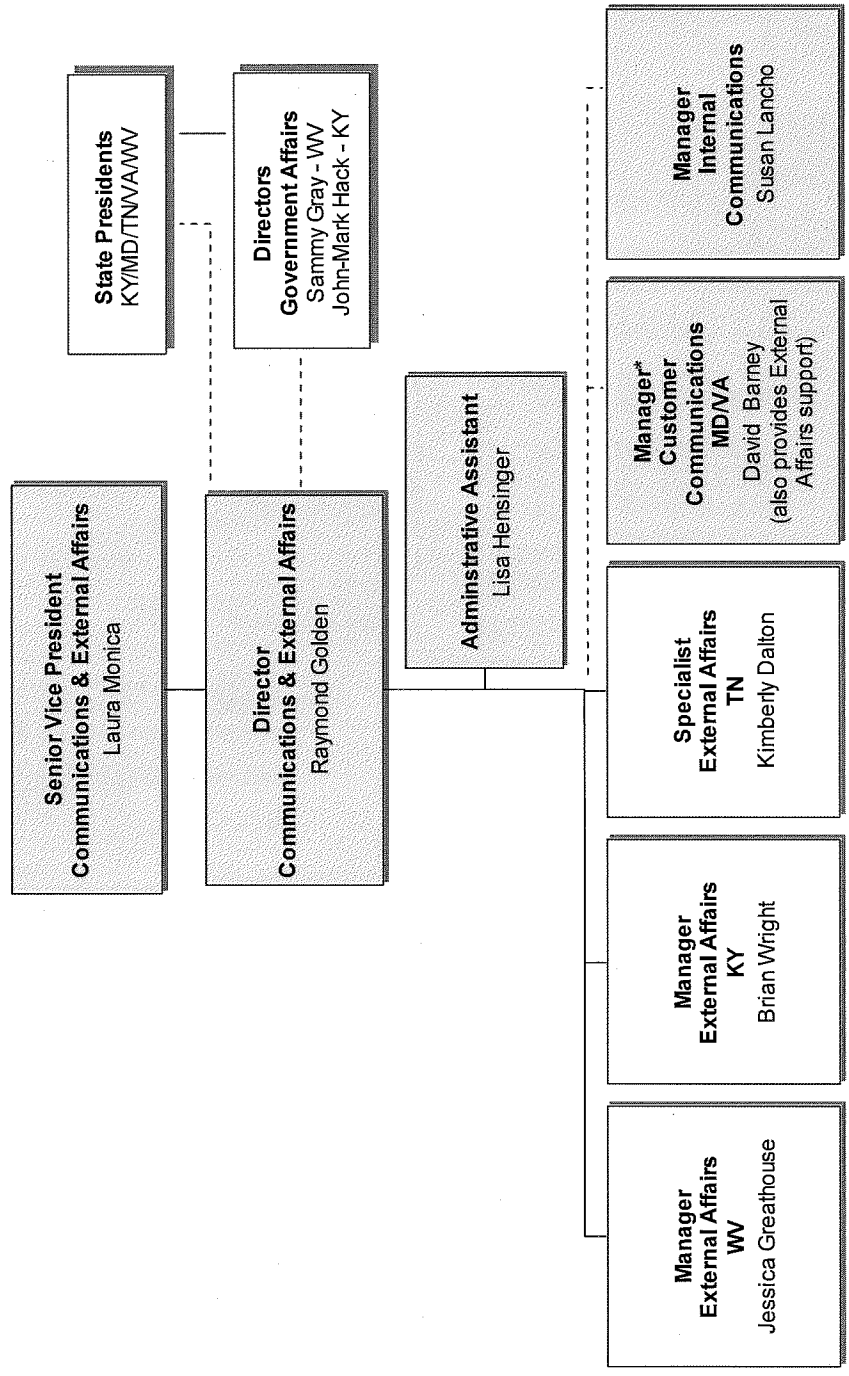 Senior Vice President
Communications & External Affairs
Laura Monica
State Presidents
KY/MD/TN/VA/WV
Director
Communications & External Affairs
Raymond Golden
Directors
Government Affairs
Sammy Gray - WV
John-Mark Hack - KY
Adminstrative Assistant
Lisa Hensinger
Manager
External Affairs
WV
Jessica Greathouse
Manager
External Affairs
KY
Brian Wright
Specialist
External Affairs
TN
Kimberly Dalton
Manager*
Customer
Communications
MD/VA
David Barney
(also provides External
Affairs support)
Manager
Internal
Communications
Susan Lancho